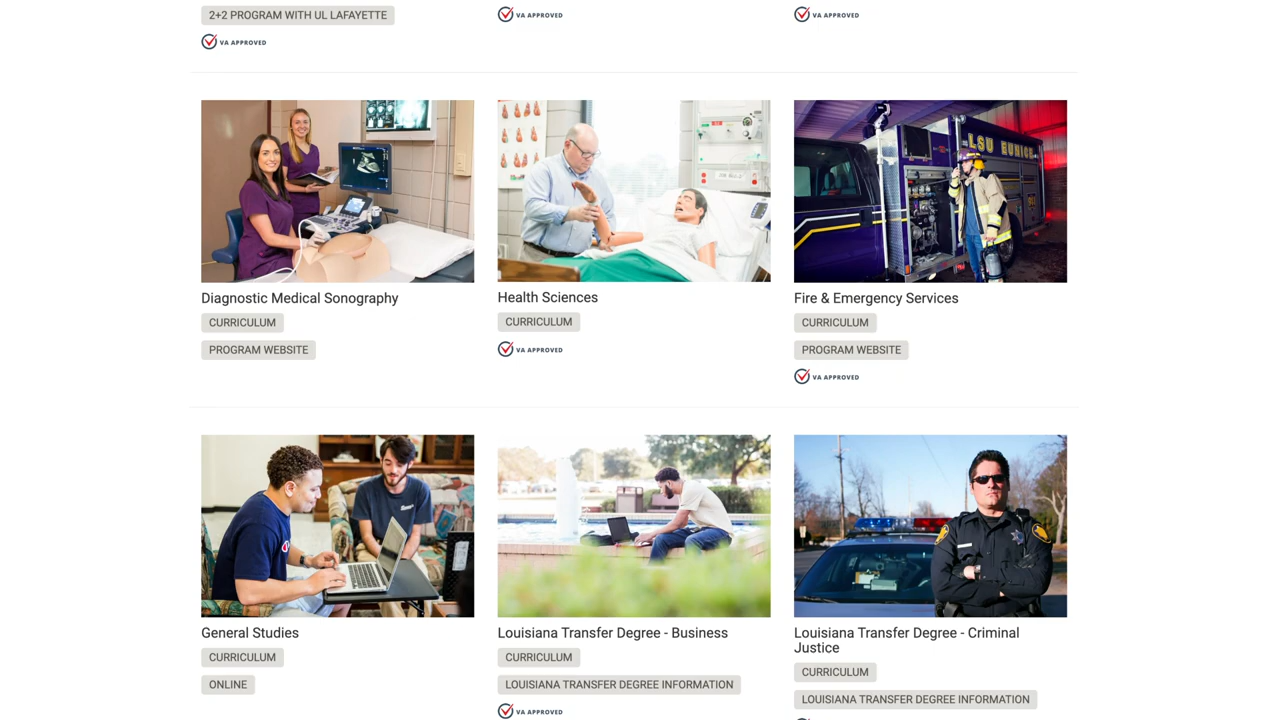 2+2 PROGRAM WITH UL LAFAYETTE
VA APPROVED
VA APPROVED
VA APPROVED
LSU EUNICE
Diagnostic Medical Sonography
CURRICULUM
PROGRAM WEBSITE
Health Sciences
CURRICULUM
VA APPROVED
Fire & Emergency Services
CURRICULUM
PROGRAM WEBSITE
VA APPROVED
General Studies
CURRICULUM
ONLINE
Louisiana Transfer Degree - Business
CURRICULUM
LOUISIANA TRANSFER DEGREE INFORMATION
VA APPROVED
Louisiana Transfer Degree - Criminal
Justice
CURRICULUM
LOUISIANA TRANSFER DEGREE INFORMATION